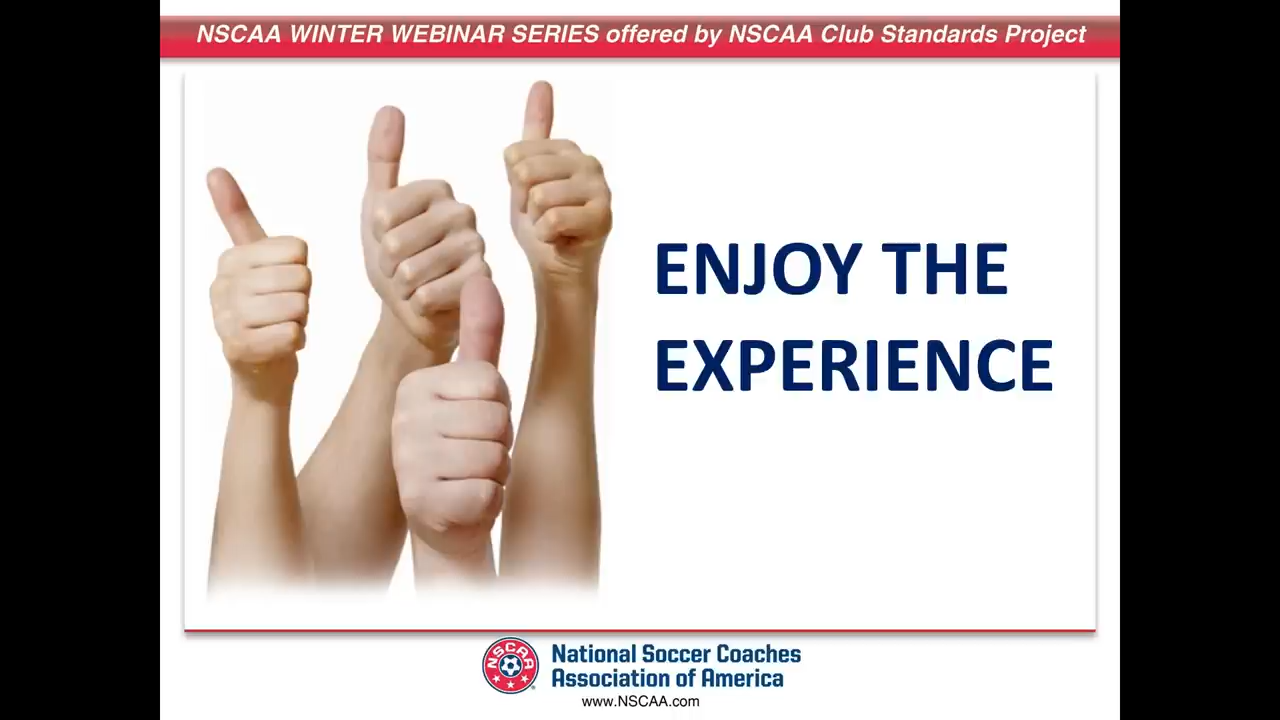 NSCAA WINTER WEBINAR SERIES offered by NSCAA Club Standards Project
ENJOY THE
EXPERIENCE
NSCAA
National Soccer Coaches
Association of America
www.NSCAA.com